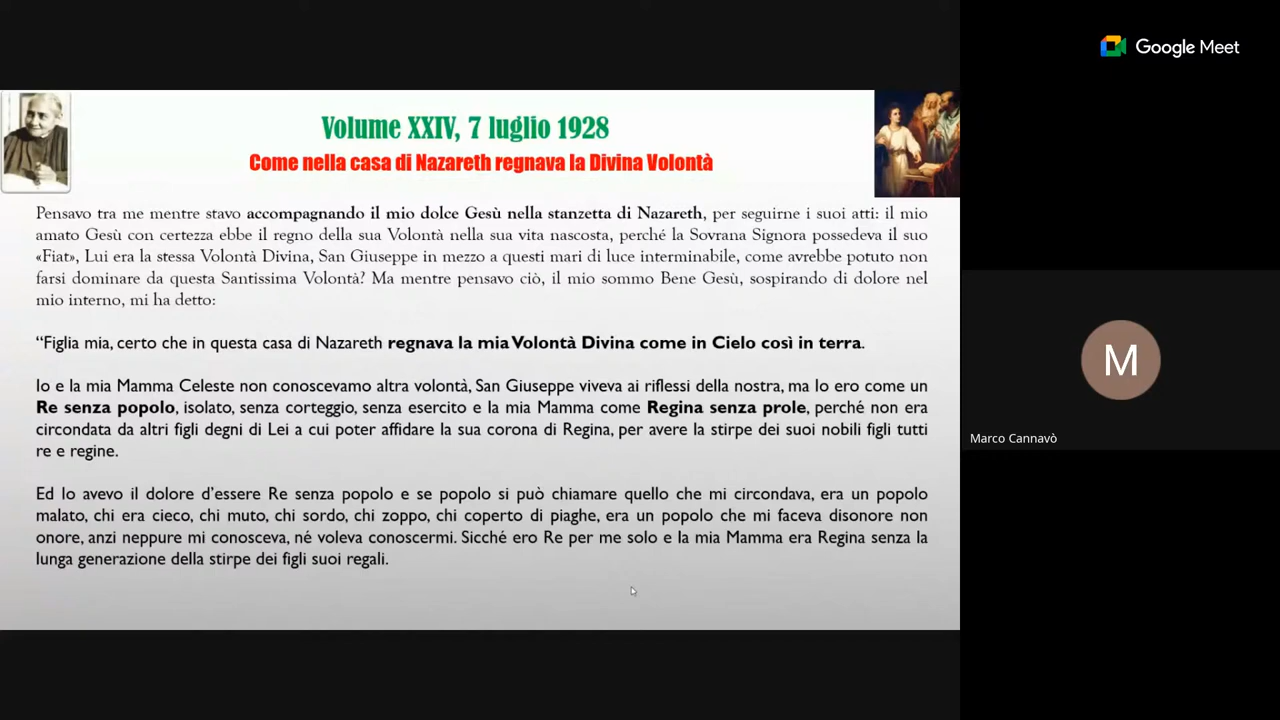 Google Meet
Volume XXIV, 7 luglio 1928
Come nella casa di Nazareth regnava la Divina Volontà
Pensavo tra me mentre stavo accompagnando il mio dolce Gesù nella stanzetta di Nazareth, per seguirne i suoi atti: il mio
amato Gesù con certezza ebbe il regno della sua Volontà nella sua vita nascosta, perché la Sovrana Signora possedeva il suo
«Fiat», Lui era la stessa Volontà Divina, San Giuseppe in mezzo a questi mari di luce interminabile, come avrebbe potuto non
farsi dominare da questa Santissima Volontà? Ma mentre pensavo ciò, il mio sommo Bene Gesù, sospirando di dolore nel
mio interno, mi ha detto:
“Figlia mia, certo che in questa casa di Nazareth regnava la mia Volontà Divina come in Cielo così in terra.
Io e la mia Mamma Celeste non conoscevamo altra volontà, San Giuseppe viveva ai riflessi della nostra, ma Io ero come un
Re senza popolo, isolato, senza corteggio, senza esercito e la mia Mamma come Regina senza prole, perché non era
circondata da altri figli degni di Lei a cui poter affidare la sua corona di Regina, per avere la stirpe dei suoi nobili figli tutti
re e regine.
Ed Io avevo il dolore d’essere Re senza popolo e se popolo si può chiamare quello che mi circondava, era un popolo
malato, chi era cieco, chi muto, chi sordo, chi zoppo, chi coperto di piaghe, era un popolo che mi faceva disonore non
onore, anzi neppure mi conosceva, né voleva conoscermi. Sicché ero Re per me solo e la mia Mamma era Regina senza la
lunga generazione della stirpe dei figli suoi regali.
M
Marco Cannavò